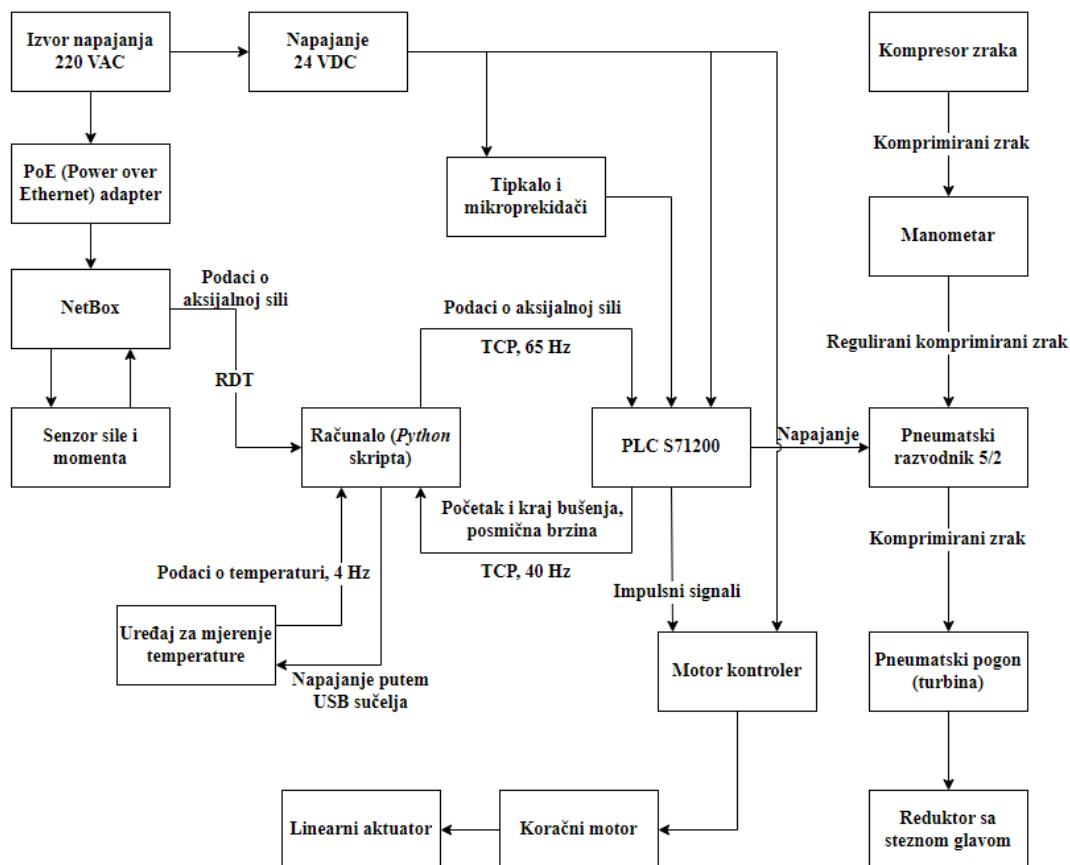 Izvor napajanja
220 VAC
Napajanje
24 VDC
Kompresor zraka
Komprimirani zrak
PoE (Power over
Ethernet) adapter
Tipkalo i
mikroprekidači
Manometar
NetBox
Podaci o
aksijalnoj sili
Podaci o aksijalnoj sili
TCP, 65 Hz
Regulirani komprimirani zrak
RDT
Senzor sile i
momenta
Računalo (Python
skripta)
PLC S71200
Napajanje
Pneumatski
razvodnik 5/2
Početak i kraj bušenja,
posmična brzina
TCP, 40 Hz
Komprimirani zrak
Podaci o temperaturi, 4 Hz
Impulsni signali
Uređaj za mjerenje
temperature
Napajanje putem
USB sučelja
Motor kontroler
Pneumatski pogon
(turbina)
Linearni aktuator
Koračni motor
Reduktor sa
steznom glavom